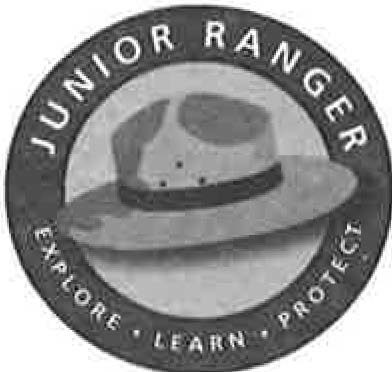 JUNIOR RANGER
EXPLORE • LEARN • PROTECT